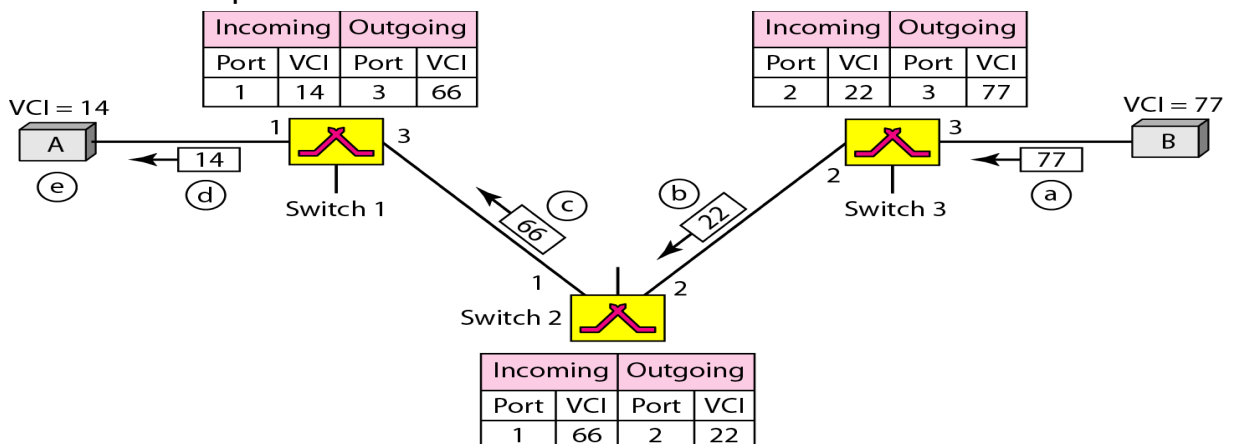 Incoming Outgoing
Port VCI Port VCI
1 14 3 66
Incoming Outgoing
Port VCI Port VCI
2 22 3 77
VCI = 14
A
e
14
d
1
3
Switch 1
66
c
22
b
2
3
Switch 3
77
a
VCI = 77
B
1
2
Switch 2
Incoming Outgoing
Port VCI Port VCI
1 66 2 22